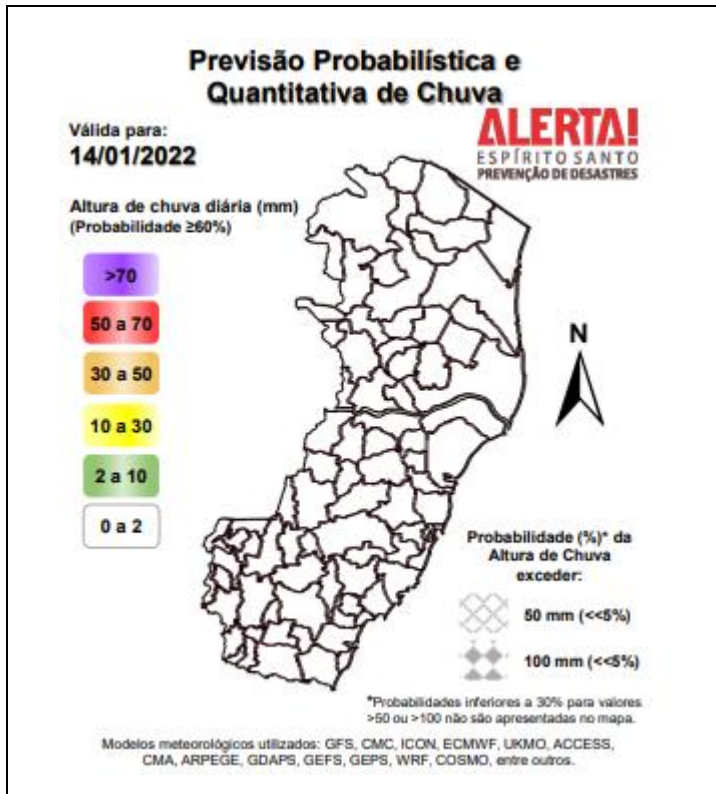 Previsão Probabilística e
Quantitativa de Chuva
Válida para:
14/01/2022
ALERTA!
ESPÍRITO SANTO
PREVENÇÃO DE DESASTRES
Altura de chuva diária (mm)
(Probabilidade ≥60%)
>70
50 a 70
30 a 50
10 a 30
2 a 10
0 a 2
N
Probabilidade (%)* da
Altura de Chuva
exceder:
50 mm (<<5%)
100 mm (<<5%)
*Probabilidades inferiores a 30% para valores
>50 ou >100 não são apresentadas no mapa.
Modelos meteorológicos utilizados: GFS, CMC, ICON, ECMWF, UKMO, ACCESS,
CMA, ARPEGE, GDAPS, GEFS, GEPS, WRF, COSMO, entre outros.